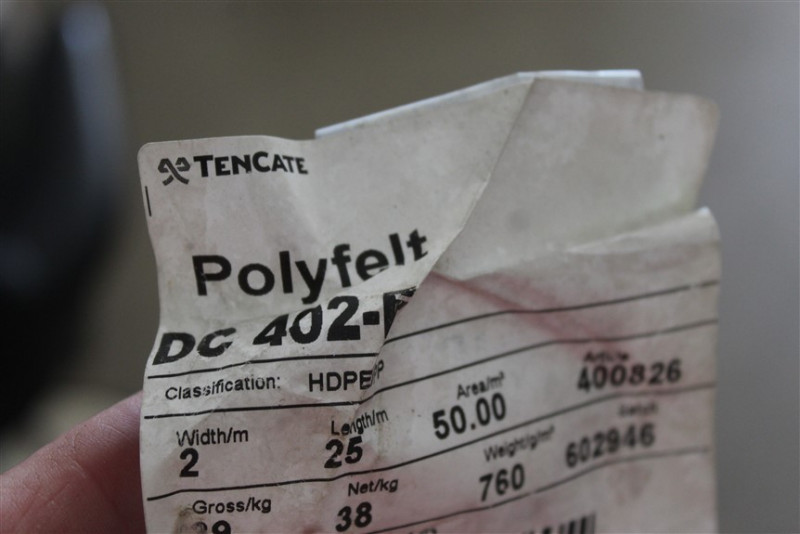 TENCATE
Polyfelt
DC 402-
Classification: HDPE
Width/m Length/m Area/m² Article
2 25 50.00 400826
Gross/kg Net/kg Weight/g/m²
38 760 602946